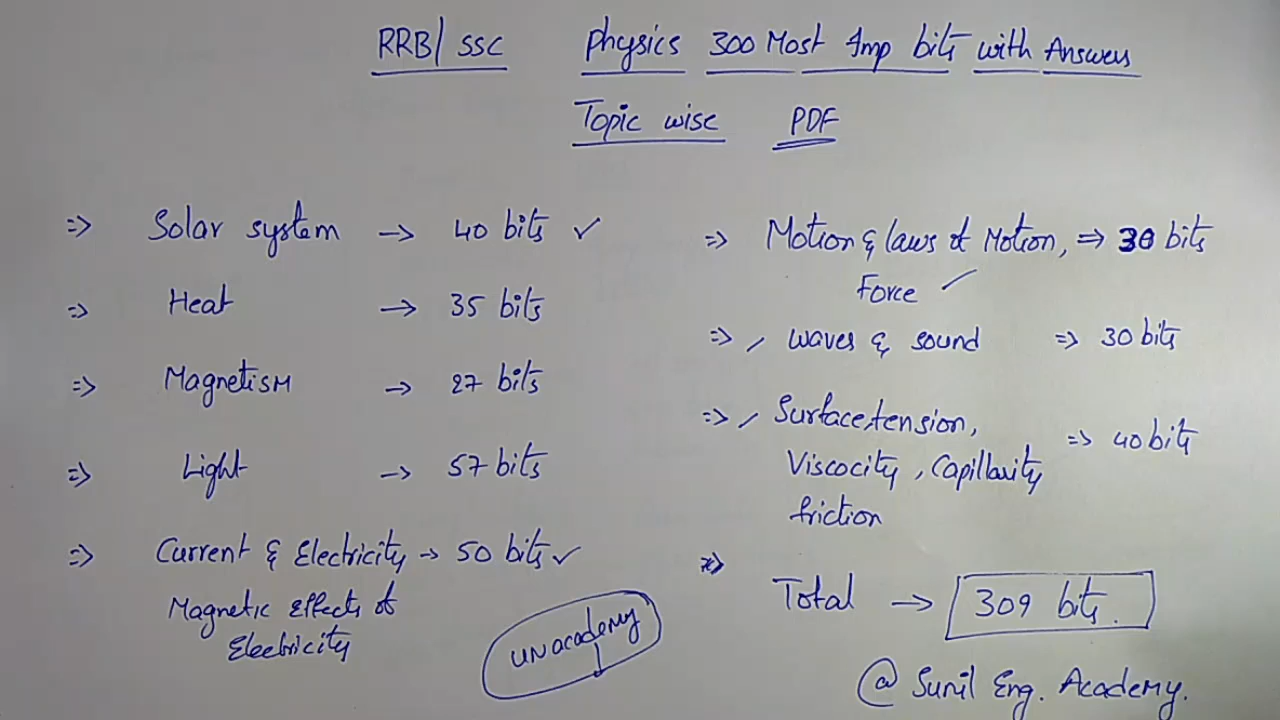 RRB/ SSC Physics 300 Most Imp bits with Answers
Topic wise PDF
=> Solar system → 40 bits ✓
=> Heat → 35 bits
=> Magnetism → 27 bits
=> Light → 57 bits
=> Current & Electricity → 50 bits ✓
Magnetic Effects of
Electricity
unacademy
=> Motion & laws of Motion, => 30 bits
Force ✓
=> waves & sound => 30 bits
=> Surface tension, => 40 bits
Viscocity, Capillarity
friction
=> Total → 309 bits.
@ Sunil Eng. Academy.